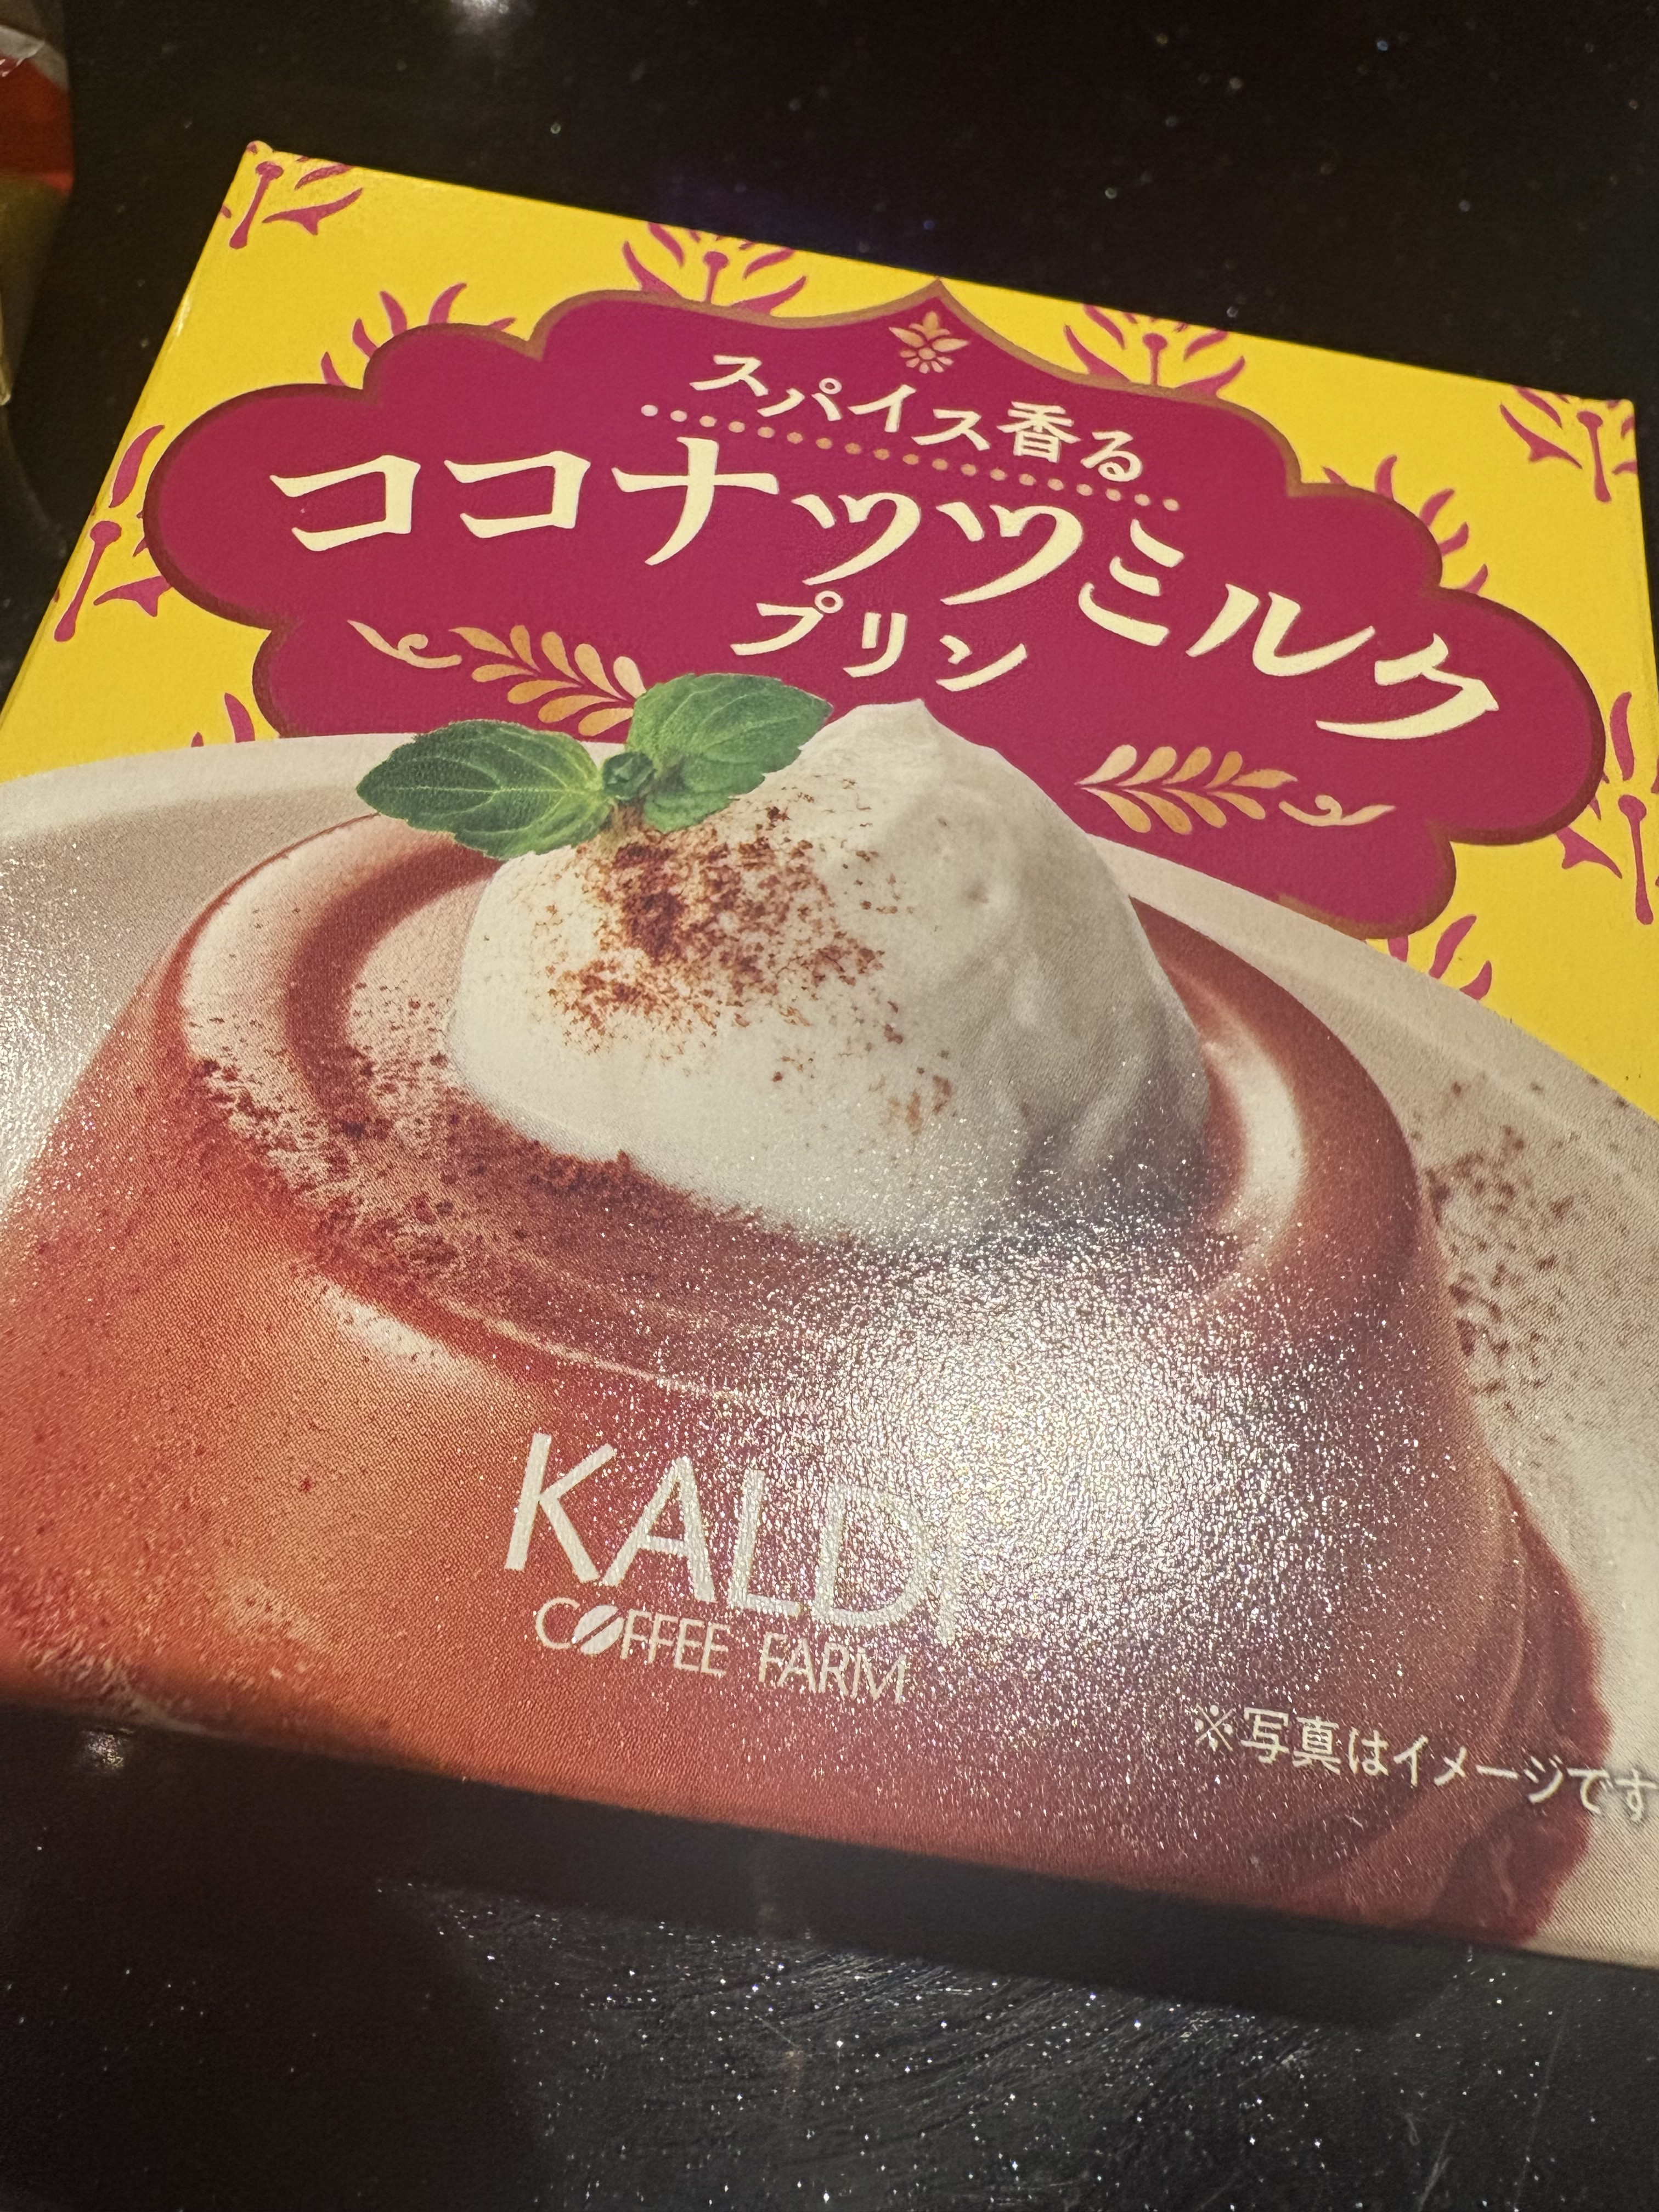 スパイス香る
ココナッツミルク
プリン
KALDI
COFFEE FARM
※写真はイメージです